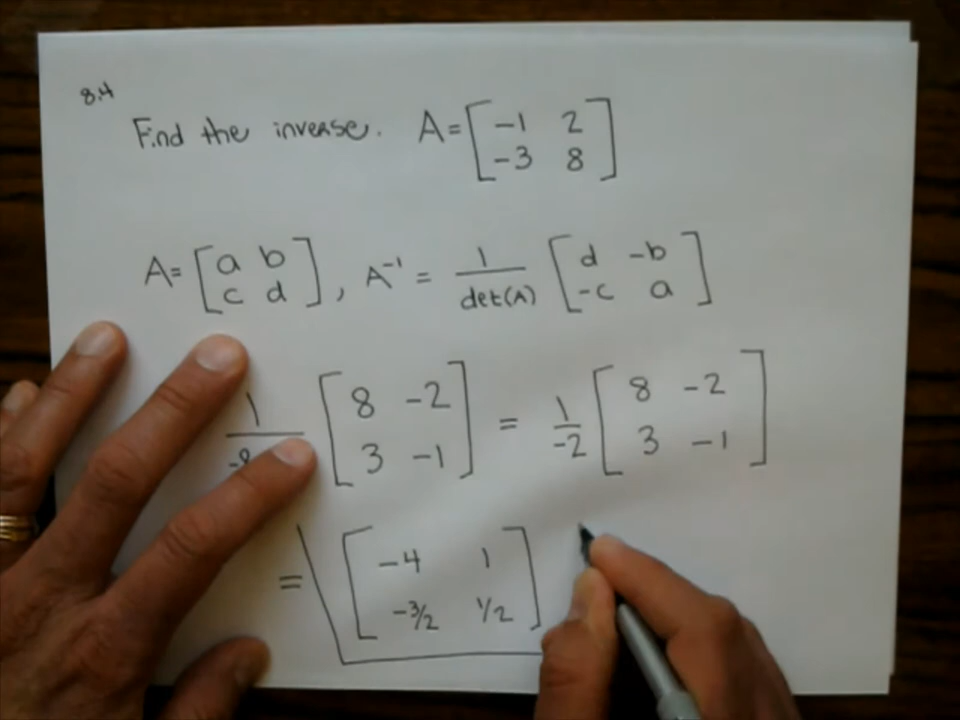 8.4
Find the inverse. A = [ -1 2
-3 8 ]
A = [ a b
c d ] , A⁻¹ = 1/det(A) [ d -b
-c a ]
1/-8 [ 8 -2
3 -1 ] = 1/-2 [ 8 -2
3 -1 ]
= [ -4 1
-3/2 1/2 ]